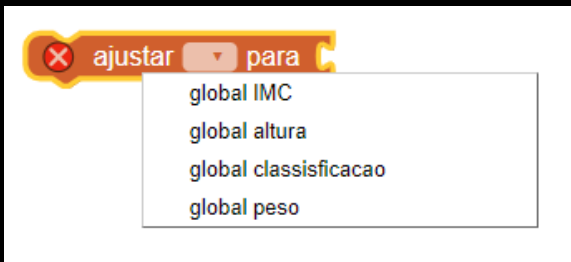 ajustar para
global IMC
global altura
global classisficacao
global peso